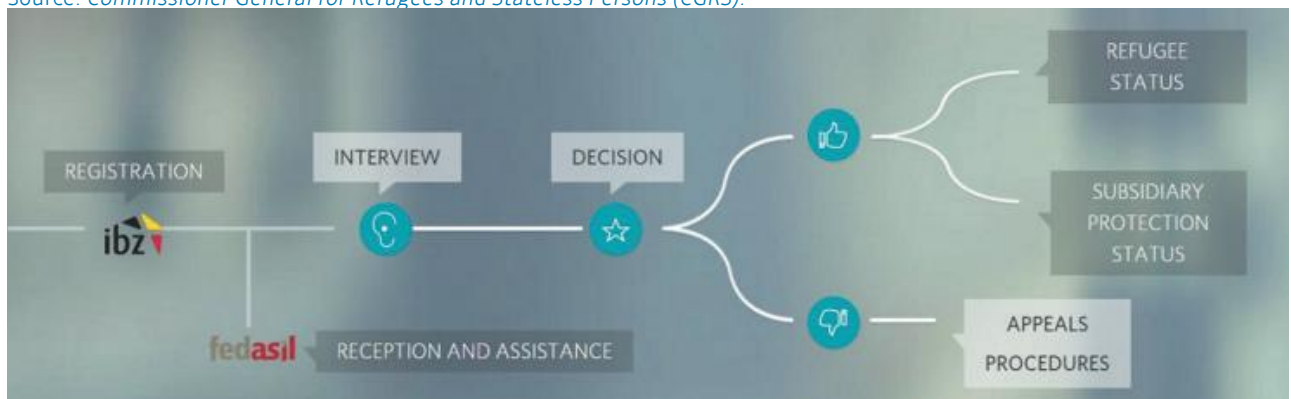 Source: Commissioner General for Refugees and Stateless Persons (CGRS).
REGISTRATION
ibz
fedasil
RECEPTION AND ASSISTANCE
INTERVIEW
DECISION
REFUGEE
STATUS
SUBSIDIARY
PROTECTION
STATUS
APPEALS
PROCEDURES